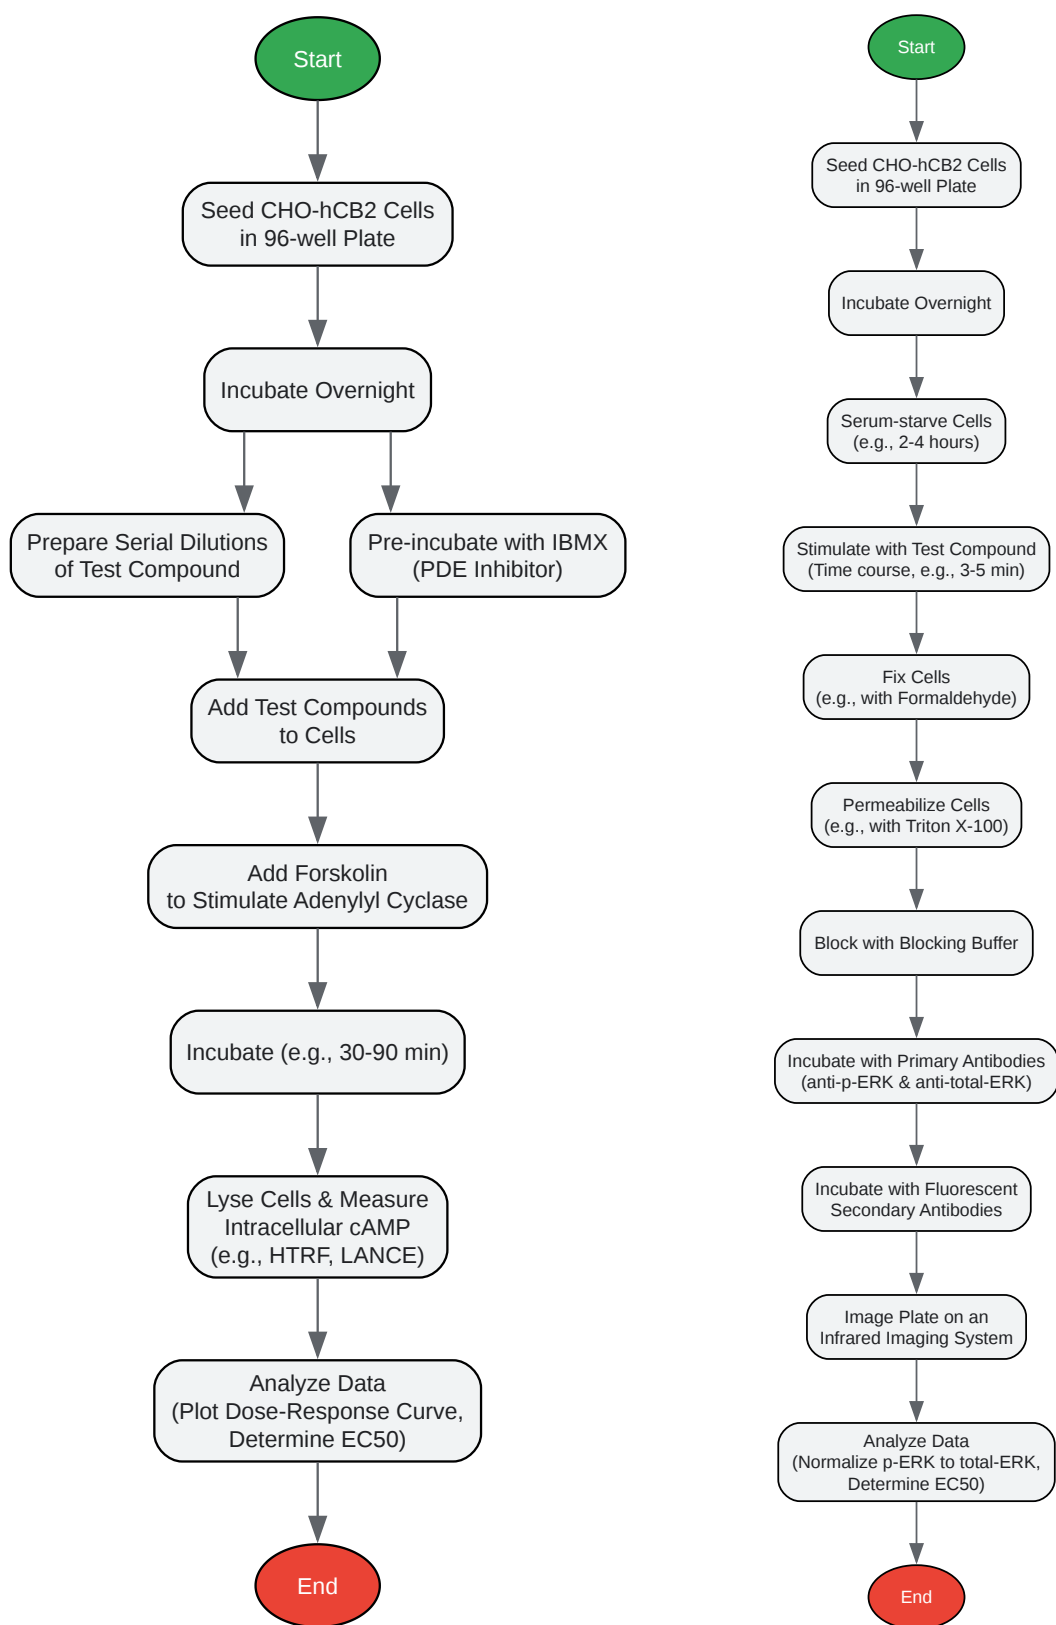 Start
Seed CHO-hCB2 Cells
in 96-well Plate
Incubate Overnight
Prepare Serial Dilutions
of Test Compound
Pre-incubate with IBMX
(PDE Inhibitor)
Add Test Compounds
to Cells
Add Forskolin
to Stimulate Adenylyl Cyclase
Incubate (e.g., 30-90 min)
Lyse Cells & Measure
Intracellular cAMP
(e.g., HTRF, LANCE)
Analyze Data
(Plot Dose-Response Curve,
Determine EC50)
End
Start
Seed CHO-hCB2 Cells
in 96-well Plate
Incubate Overnight
Serum-starve Cells
(e.g., 2-4 hours)
Stimulate with Test Compound
(Time course, e.g., 3-5 min)
Fix Cells
(e.g., with Formaldehyde)
Permeabilize Cells
(e.g., with Triton X-100)
Block with Blocking Buffer
Incubate with Primary Antibodies
(anti-p-ERK & anti-total-ERK)
Incubate with Fluorescent
Secondary Antibodies
Image Plate on an
Infrared Imaging System
Analyze Data
(Normalize p-ERK to total-ERK,
Determine EC50)
End